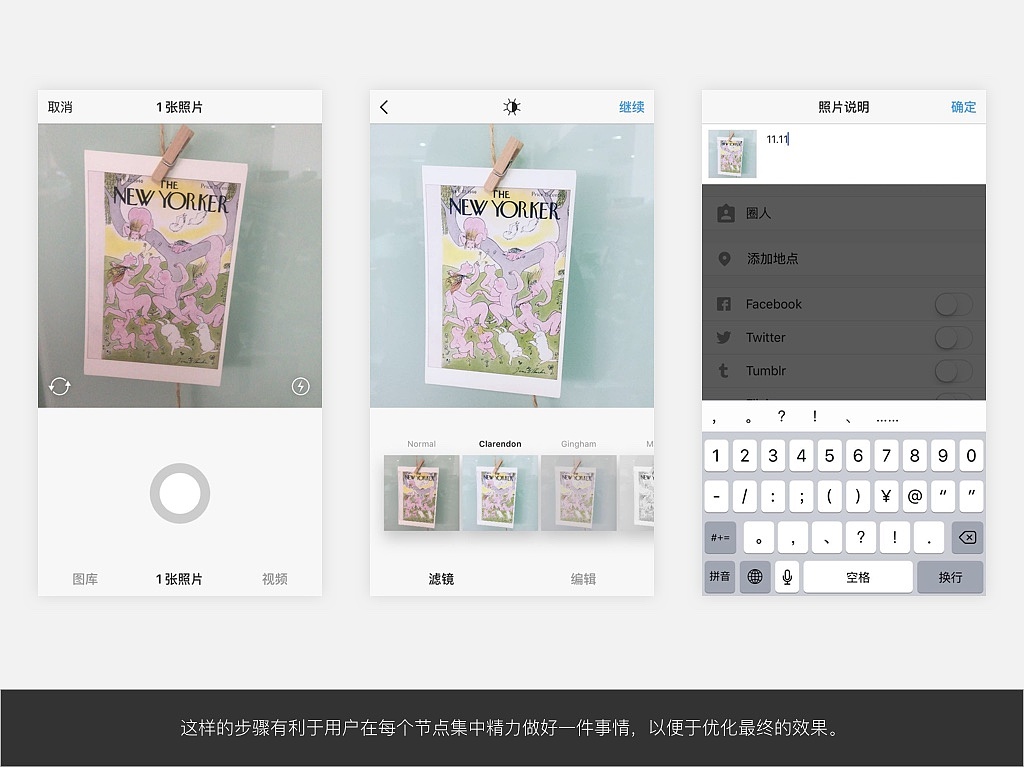 取消
1张照片
THE
NEW YORKER
图库
1张照片
视频
继续
THE
NEW YORKER
Normal
Clarendon
Gingham
M
滤镜
编辑
照片说明
确定
11.11
圈人
添加地点
Facebook
Twitter
Tumblr
, 。 ? ! 、 ……
1 2 3 4 5 6 7 8 9 0
- / : ; ( ) ¥ @ “ ”
#+= 。 , 、 ? ! .
拼音 空格 换行
这样的步骤有利于用户在每个节点集中精力做好一件事情，以便于优化最终的效果。